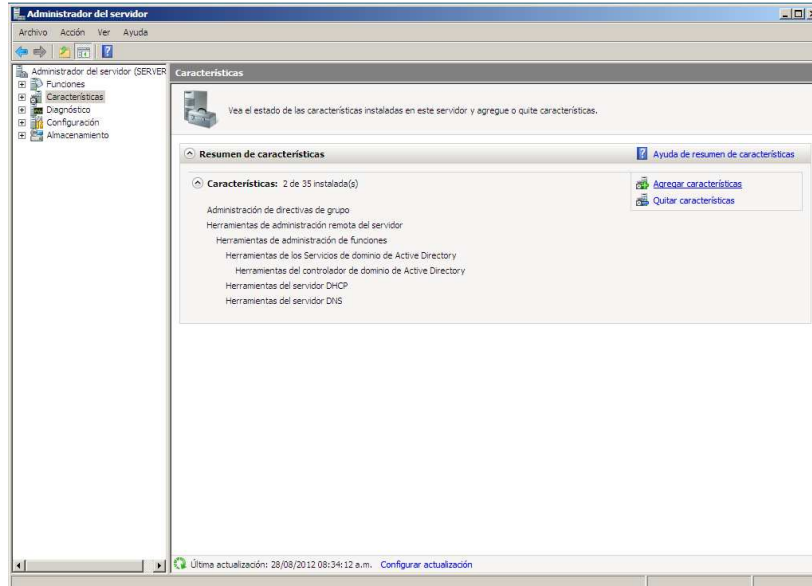 Administrador del servidor
Archivo Acción Ver Ayuda
Administrador del servidor (SERVER
Funciones
Características
Diagnóstico
Configuración
Almacenamiento
Características
Vea el estado de las características instaladas en este servidor y agregue o quite características.
Resumen de características
Ayuda de resumen de características
Características: 2 de 35 instalada(s)
Agregar características
Quitar características
Administración de directivas de grupo
Herramientas de administración remota del servidor
Herramientas de administración de funciones
Herramientas de los Servicios de dominio de Active Directory
Herramientas del controlador de dominio de Active Directory
Herramientas del servidor DHCP
Herramientas del servidor DNS
Última actualización: 28/08/2012 08:34:12 a.m. Configurar actualización